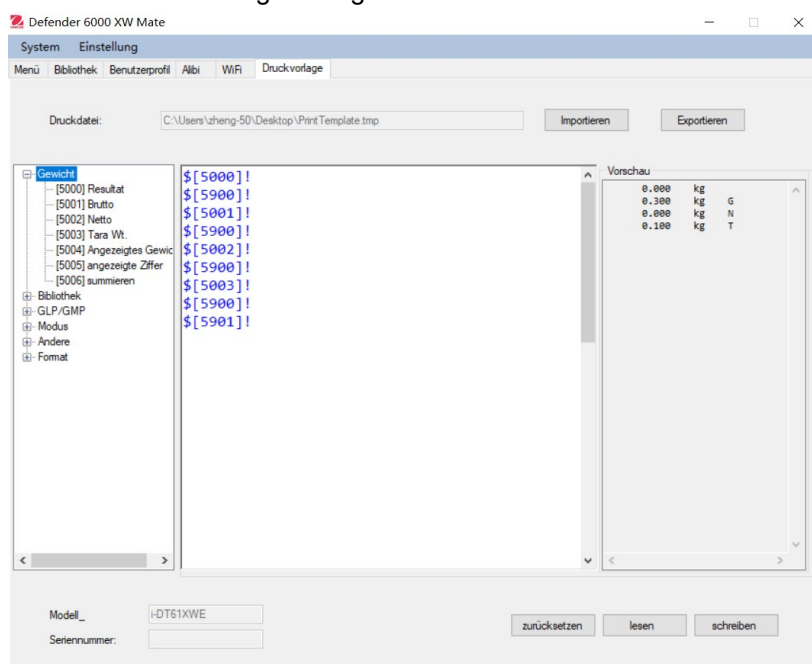 Defender 6000 XW Mate
System Einstellung
Menü Bibliothek Benutzerprofil Alibi WiFi Druckvorlage
Druckdatei: C:\Users\zheng-50\Desktop\PrintTemplate.tmp Importieren Exportieren
Gewicht
[5000] Resultat
[5001] Brutto
[5002] Netto
[5003] Tara Wt.
[5004] Angezeigtes Gewic
[5005] angezeigte Ziffer
[5006] summieren
Bibliothek
GLP/GMP
Modus
Andere
Format
$[5000]!
$[5900]!
$[5001]!
$[5900]!
$[5002]!
$[5900]!
$[5003]!
$[5900]!
$[5901]!
Vorschau
0.000 kg
0.300 kg G
0.000 kg N
0.100 kg T
Modell_ i-DT61XWE
Seriennummer:
zurücksetzen lesen schreiben